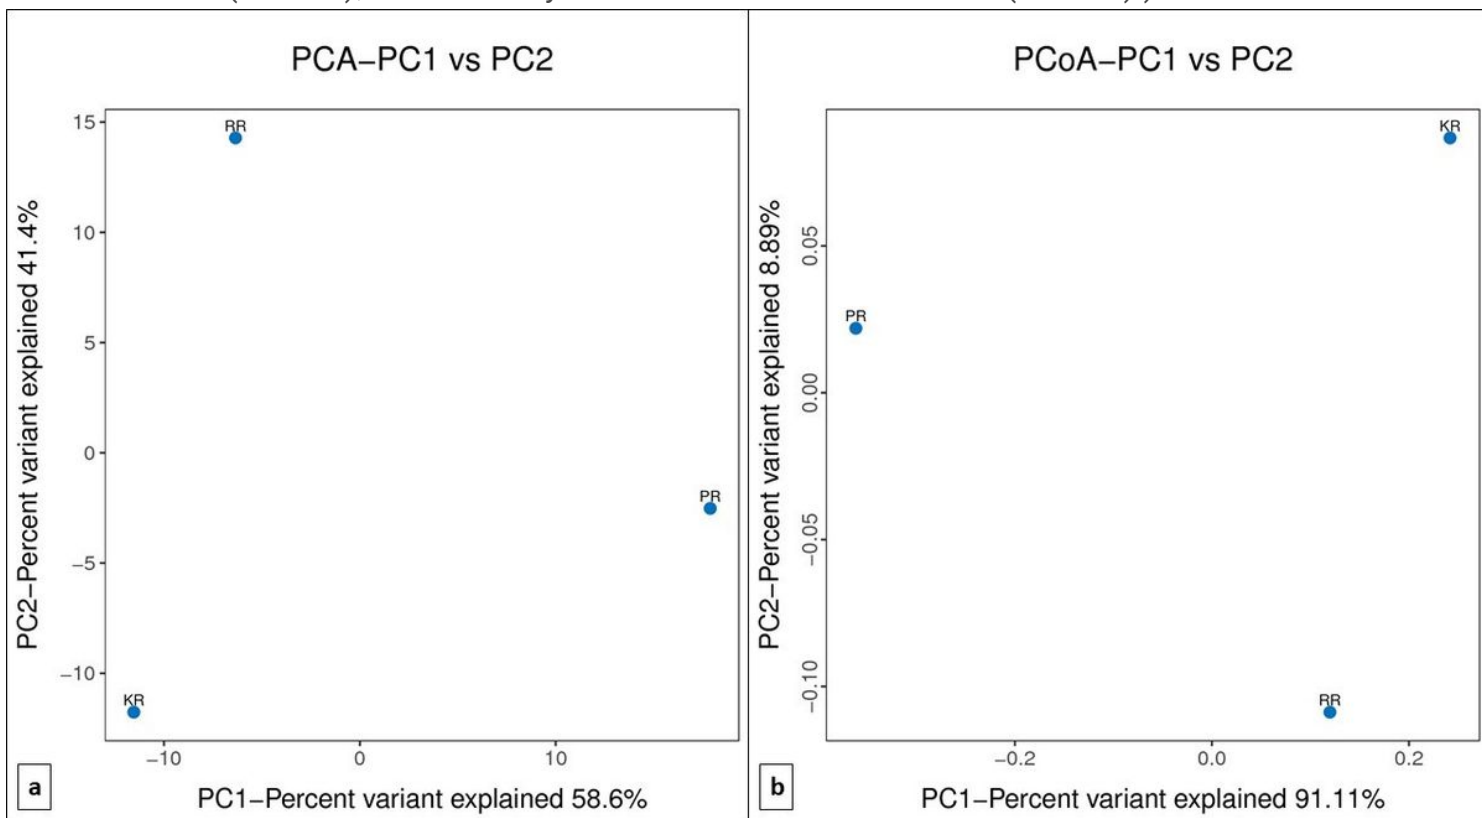 PCA–PC1 vs PC2
PC2–Percent variant explained 41.4%
15
10
5
0
−5
−10
RR
PR
KR
−10
0
10
PC1–Percent variant explained 58.6%
a
PCoA–PC1 vs PC2
PC2–Percent variant explained 8.89%
0.05
0.00
−0.05
−0.10
KR
PR
RR
−0.2
0.0
0.2
PC1–Percent variant explained 91.11%
b